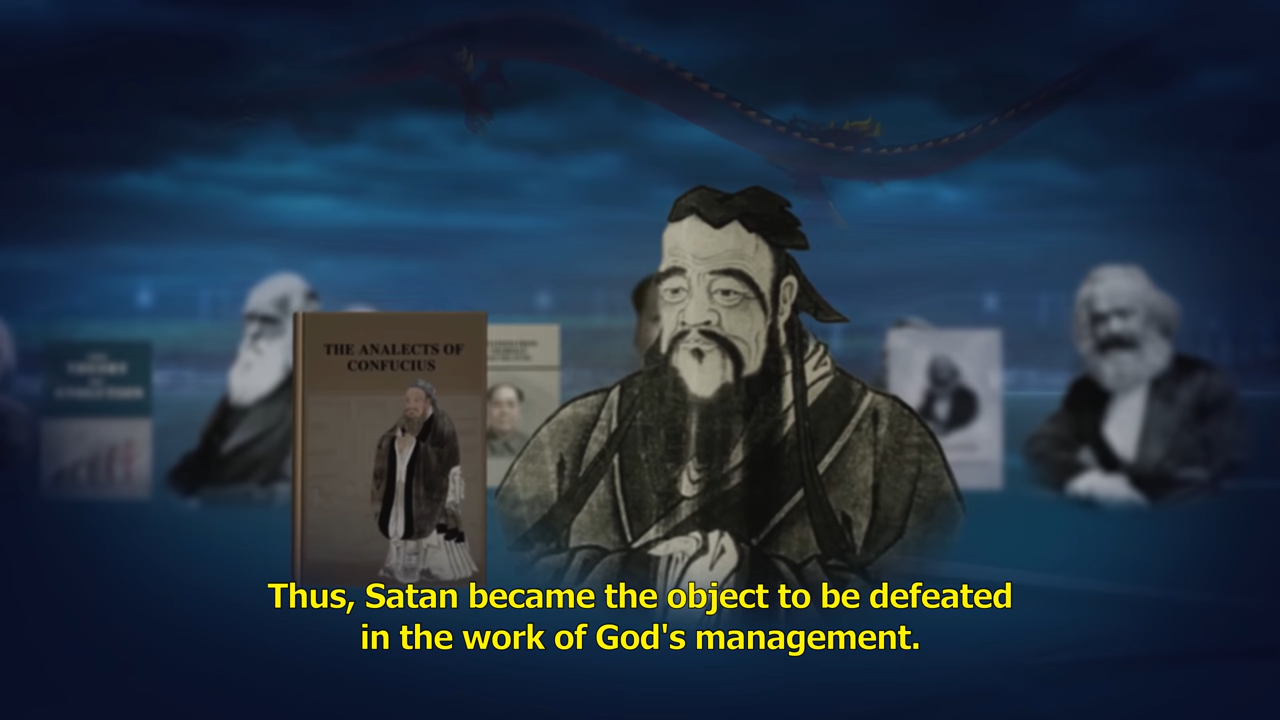 THE ANALECTS OF
CONFUCIUS
Thus, Satan became the object to be defeated
in the work of God's management.